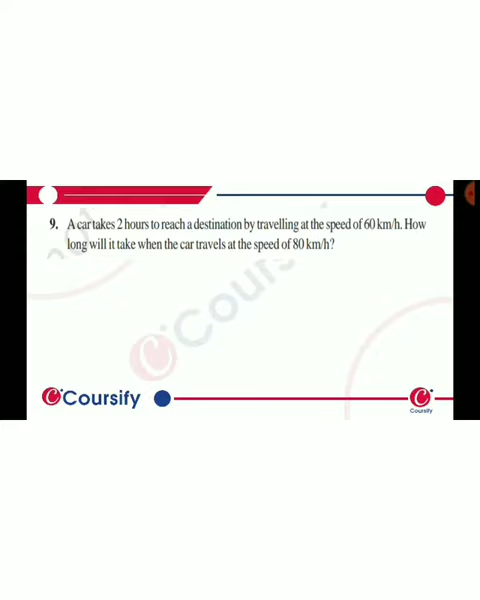 9. A car takes 2 hours to reach a destination by travelling at the speed of 60 km/h. How
long will it take when the car travels at the speed of 80 km/h?
Cours
Coursify
Coursify